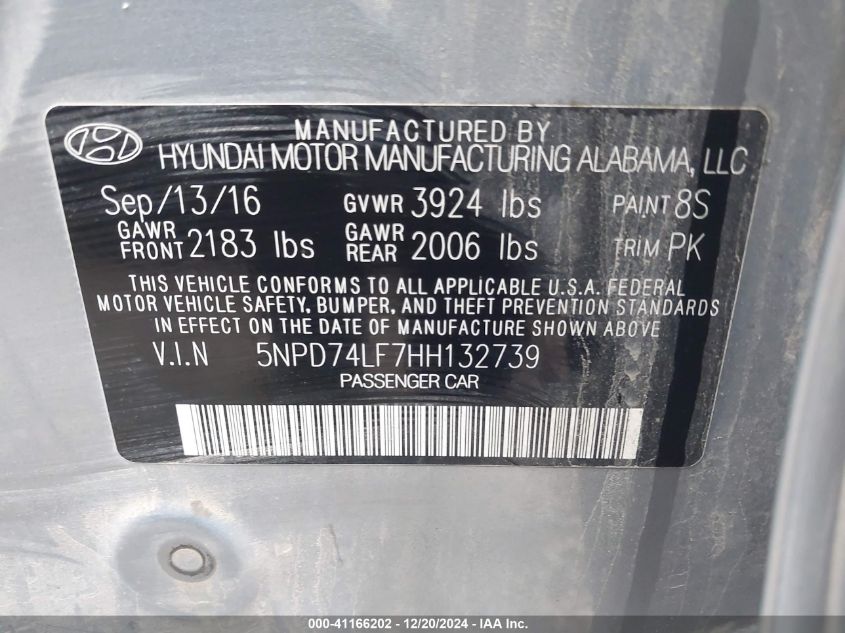 MANUFACTURED BY
HYUNDAI MOTOR MANUFACTURING ALABAMA, LLC
Sep/13/16 GVWR 3924 lbs PAINT 8S
GAWR FRONT 2183 lbs GAWR REAR 2006 lbs TRIM PK
THIS VEHICLE CONFORMS TO ALL APPLICABLE U.S.A. FEDERAL
MOTOR VEHICLE SAFETY, BUMPER, AND THEFT PREVENTION STANDARDS
IN EFFECT ON THE DATE OF MANUFACTURE SHOWN ABOVE
V.I.N 5NPD74LF7HH132739
PASSENGER CAR
000-41166202 - 12/20/2024 - IAA Inc.